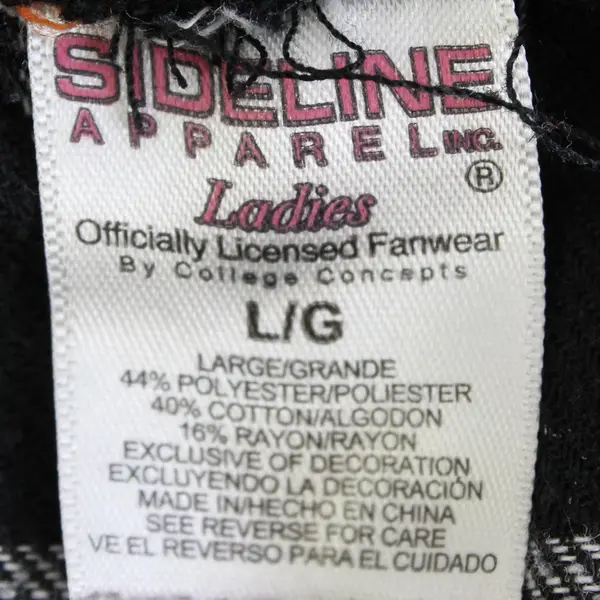 SIDELINE
APPAREL INC.
®
Ladies
Officially Licensed Fanwear
By College Concepts
L/G
LARGE/GRANDE
44% POLYESTER/POLIESTER
40% COTTON/ALGODON
16% RAYON/RAYON
EXCLUSIVE OF DECORATION
EXCLUYENDO LA DECORACIÓN
MADE IN/HECHO EN CHINA
SEE REVERSE FOR CARE
VE EL REVERSO PARA EL CUIDADO